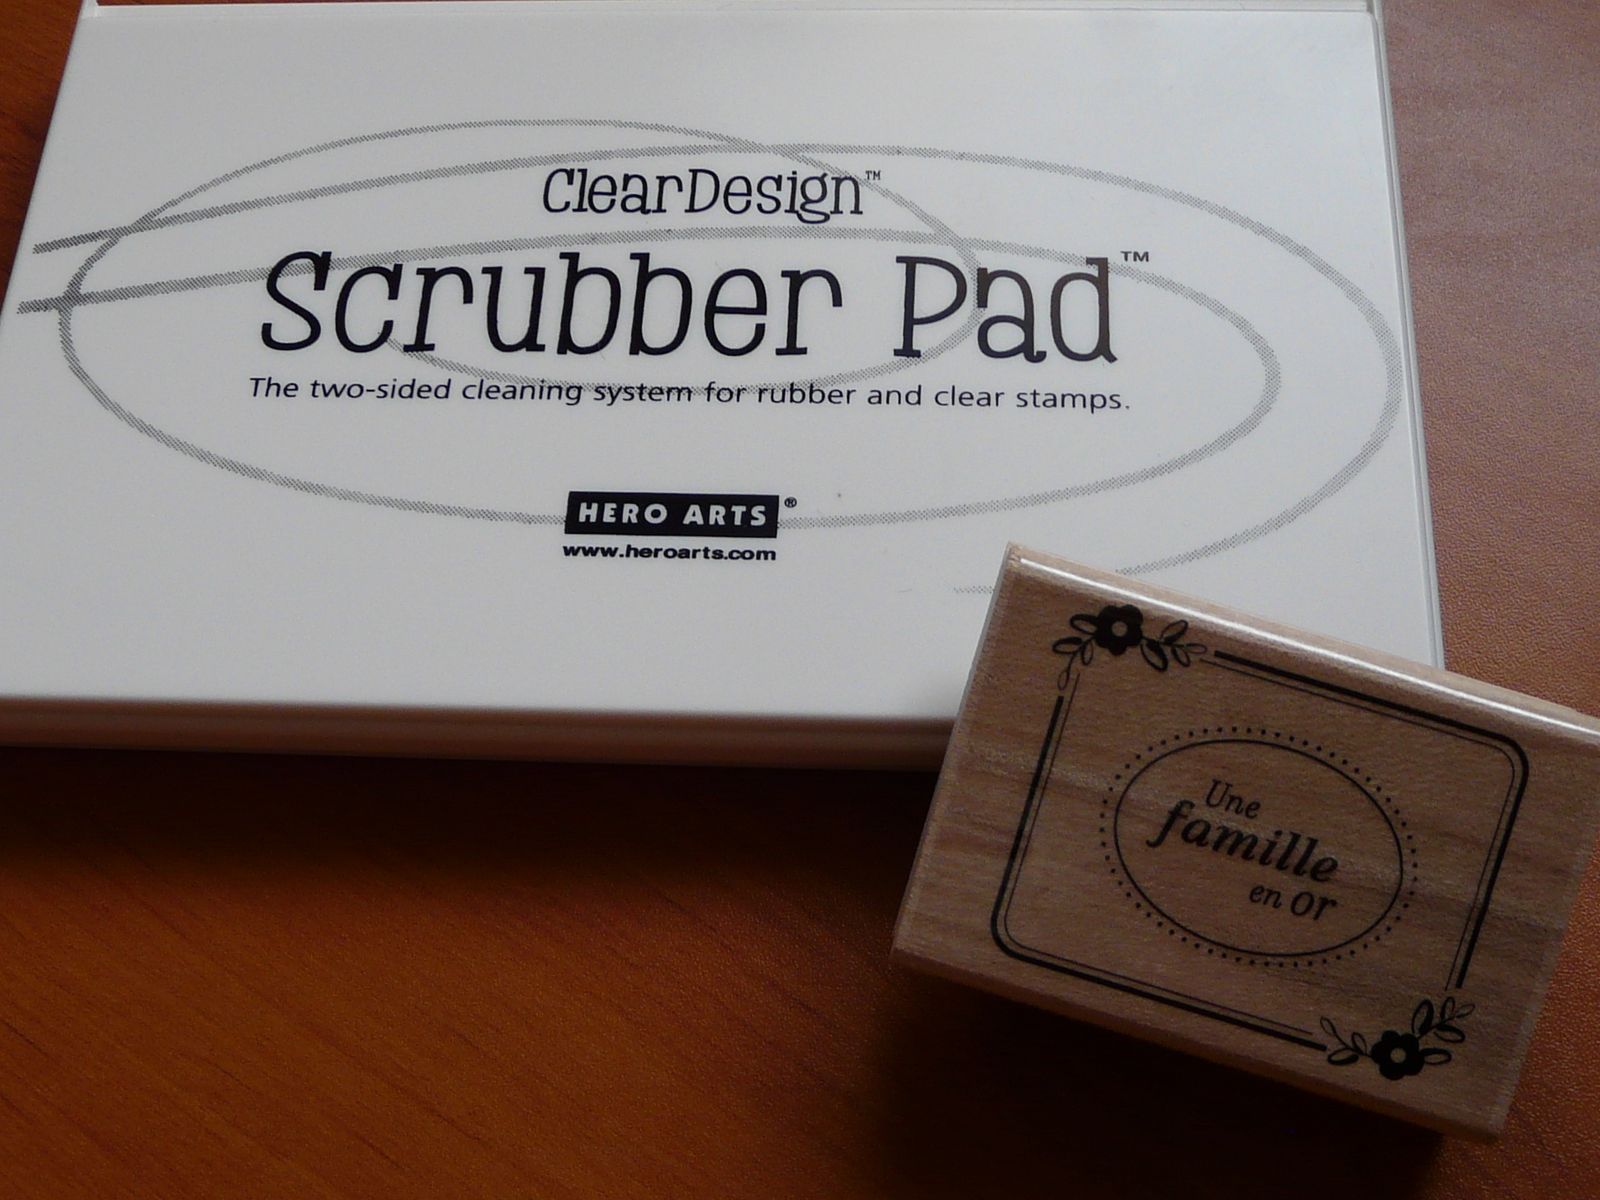 ClearDesign™
Scrubber Pad™
The two-sided cleaning system for rubber and clear stamps.
HERO ARTS®
www.heroarts.com
Une
famille
en or